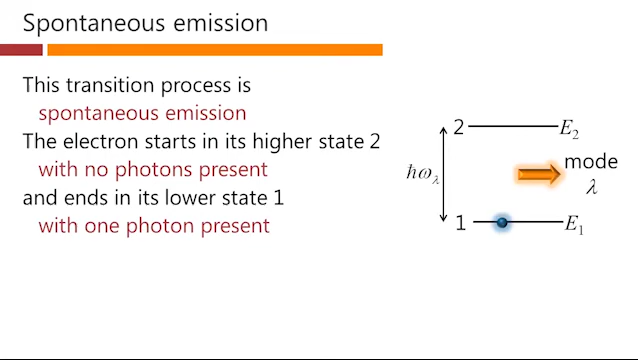 Spontaneous emission
This transition process is
spontaneous emission
The electron starts in its higher state 2
with no photons present
and ends in its lower state 1
with one photon present
2 E₂
mode
ħω_λ
λ
1 E₁